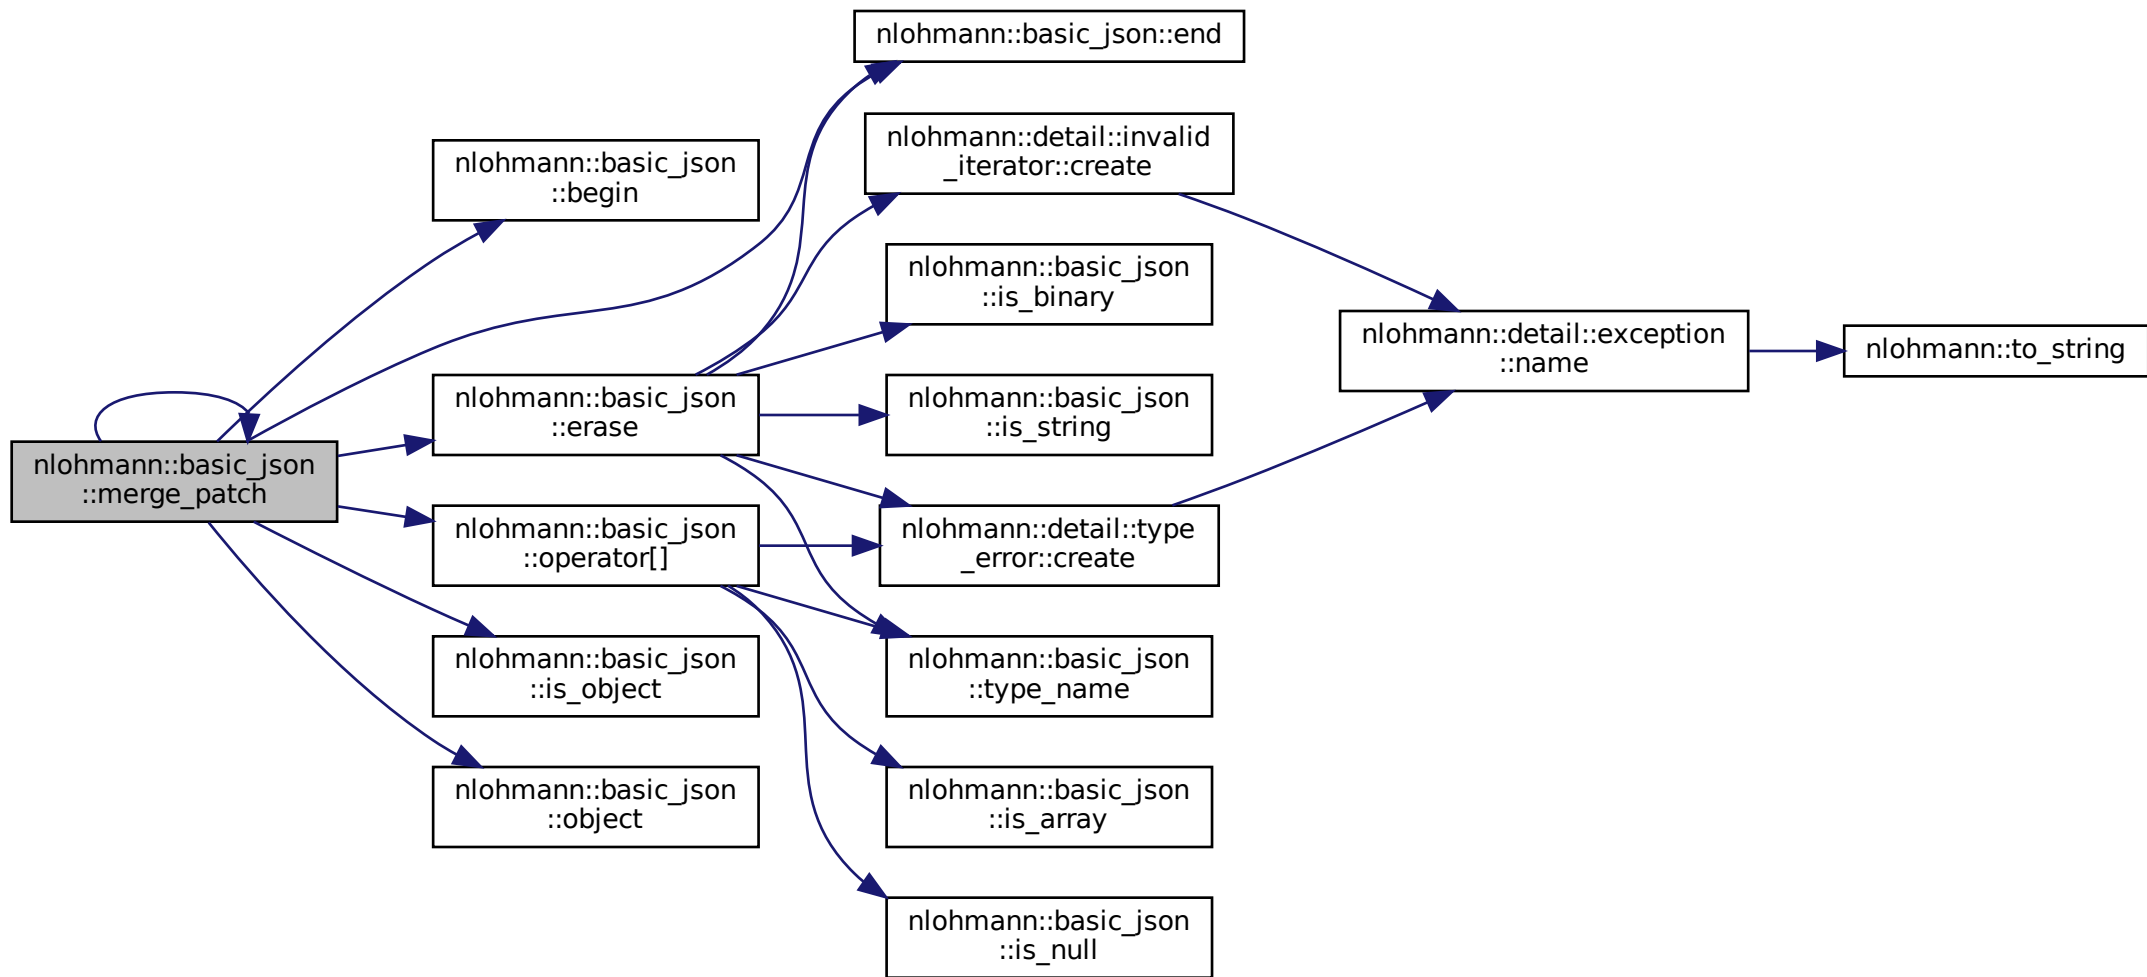 nlohmann::basic_json::end
nlohmann::detail::invalid
_iterator::create
nlohmann::basic_json
::begin
nlohmann::basic_json
::is_binary
nlohmann::detail::exception
::name
nlohmann::to_string
nlohmann::basic_json
::erase
nlohmann::basic_json
::is_string
nlohmann::basic_json
::merge_patch
nlohmann::basic_json
::operator[]
nlohmann::detail::type
_error::create
nlohmann::basic_json
::is_object
nlohmann::basic_json
::type_name
nlohmann::basic_json
::object
nlohmann::basic_json
::is_array
nlohmann::basic_json
::is_null